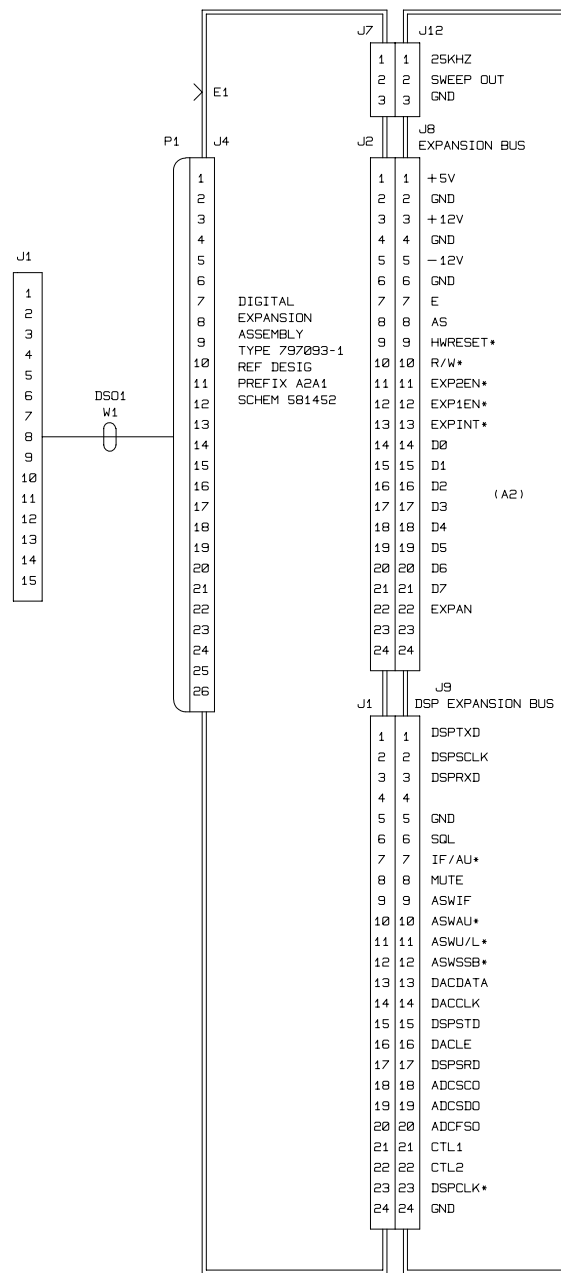 J7 J12
1 1 25KHZ
2 2 SWEEP OUT
3 3 GND
E1
P1 J4
1
2
3
4
5
6
7
8
9
10
11
12
13
14
15
16
17
18
19
20
21
22
23
24
25
26
J1
1
2
3
4
5
6
7
8
9
10
11
12
13
14
15
DSO1
W1
DIGITAL
EXPANSION
ASSEMBLY
TYPE 797093-1
REF DESIG
PREFIX A2A1
SCHEM 581452
J2 J8
EXPANSION BUS
1 1 +5V
2 2 GND
3 3 +12V
4 4 GND
5 5 -12V
6 6 GND
7 7 E
8 8 AS
9 9 HWRESET*
10 10 R/W*
11 11 EXP2EN*
12 12 EXP1EN*
13 13 EXPINT*
14 14 D0
15 15 D1
16 16 D2
17 17 D3
18 18 D4
19 19 D5
20 20 D6
21 21 D7
22 22 EXPAN
23 23
24 24
(A2)
J1 J9
DSP EXPANSION BUS
1 1 DSPTXD
2 2 DSPSCLK
3 3 DSPRXD
4 4
5 5 GND
6 6 SQL
7 7 IF/AU*
8 8 MUTE
9 9 ASWIF
10 10 ASWAU*
11 11 ASWU/L*
12 12 ASWSSB*
13 13 DACDATA
14 14 DACCLK
15 15 DSPSTD
16 16 DACLE
17 17 DSPSRD
18 18 ADCSCO
19 19 ADCSDO
20 20 ADCFSO
21 21 CTL1
22 22 CTL2
23 23 DSPCLK*
24 24 GND